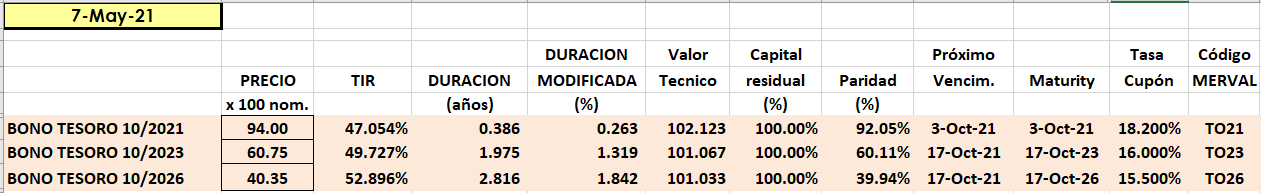 7-May-21
DURACION Valor Capital Próximo Tasa Código
PRECIO TIR DURACION MODIFICADA Tecnico residual Paridad Vencim. Maturity Cupón MERVAL
x 100 nom. (años) (%) (%) (%)
BONO TESORO 10/2021 94.00 47.054% 0.386 0.263 102.123 100.00% 92.05% 3-Oct-21 3-Oct-21 18.200% TO21
BONO TESORO 10/2023 60.75 49.727% 1.975 1.319 101.067 100.00% 60.11% 17-Oct-21 17-Oct-23 16.000% TO23
BONO TESORO 10/2026 40.35 52.896% 2.816 1.842 101.033 100.00% 39.94% 17-Oct-21 17-Oct-26 15.500% TO26